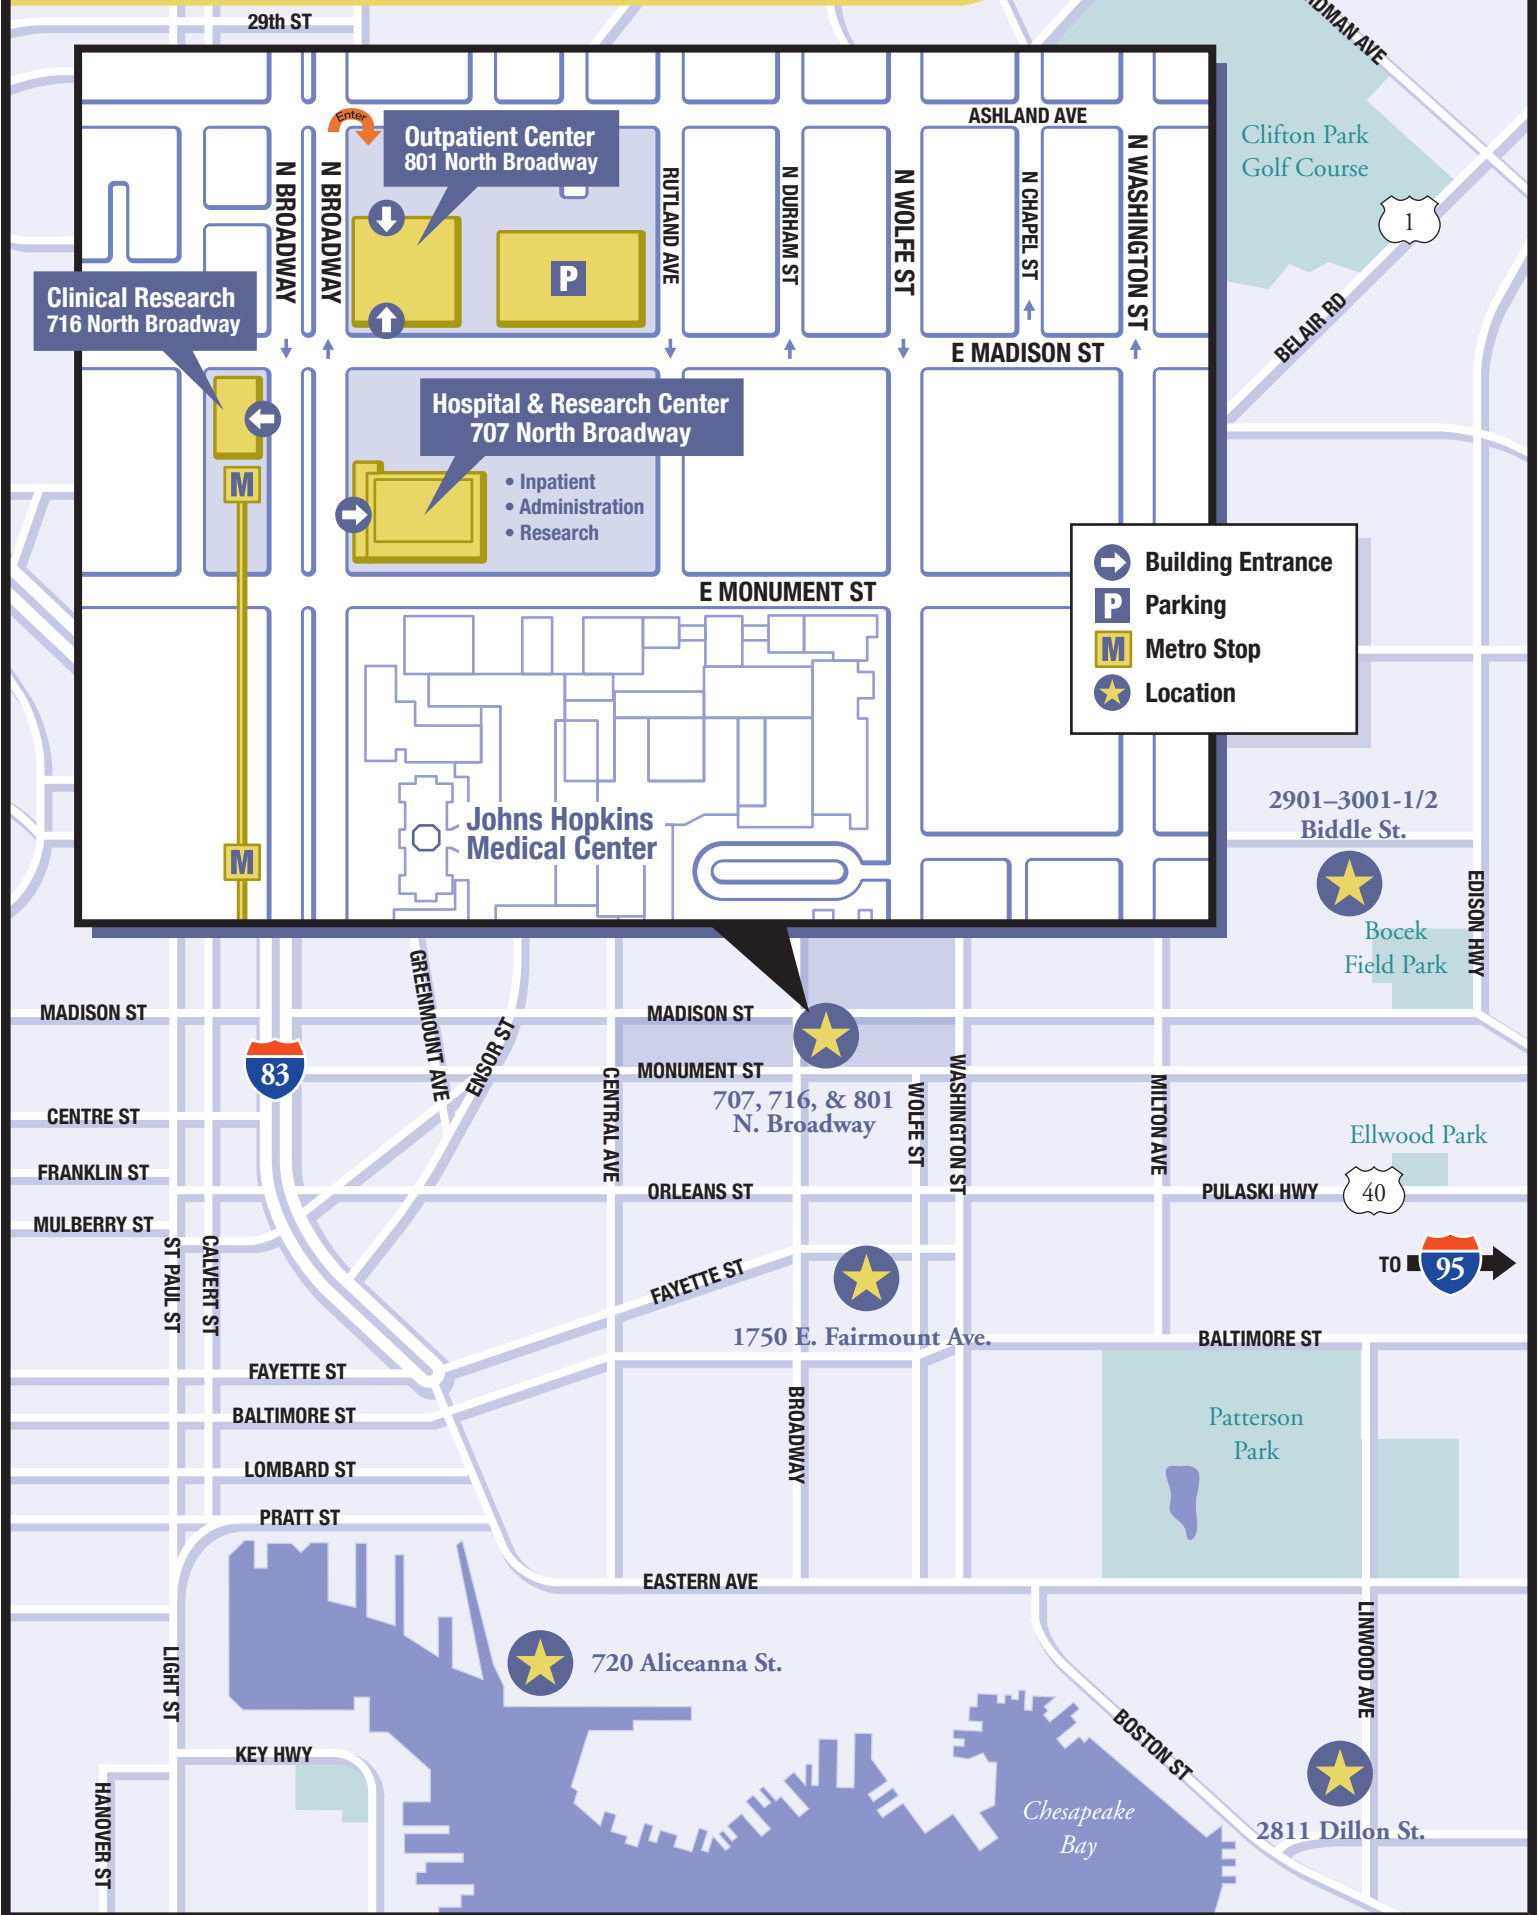 29th ST
ASHLAND AVE
Enter
Outpatient Center
801 North Broadway
N BROADWAY
N BROADWAY
RUTLAND AVE
N DURHAM ST
N WOLFE ST
N CHAPEL ST
N WASHINGTON ST
Clifton Park
Golf Course
1
BELAIR RD
P
Clinical Research
716 North Broadway
E MADISON ST
Hospital & Research Center
707 North Broadway
• Inpatient
• Administration
• Research
M
E MONUMENT ST
Building Entrance
P Parking
M Metro Stop
Location
Johns Hopkins
Medical Center
M
2901–3001-1/2
Biddle St.
EDISON HWY
Bocek
Field Park
GREENMOUNT AVE
ENSOR ST
MADISON ST
MADISON ST
83
MONUMENT ST
707, 716, & 801
N. Broadway
CENTRAL AVE
WOLFE ST
WASHINGTON ST
MILTON AVE
CENTRE ST
Ellwood Park
FRANKLIN ST
ORLEANS ST
PULASKI HWY
40
MULBERRY ST
ST PAUL ST
CALVERT ST
FAYETTE ST
TO
95
1750 E. Fairmount Ave.
BALTIMORE ST
FAYETTE ST
BALTIMORE ST
BROADWAY
Patterson
Park
LOMBARD ST
PRATT ST
EASTERN AVE
LINWOOD AVE
LIGHT ST
720 Aliceanna St.
BOSTON ST
KEY HWY
HANOVER ST
Chesapeake
Bay
2811 Dillon St.